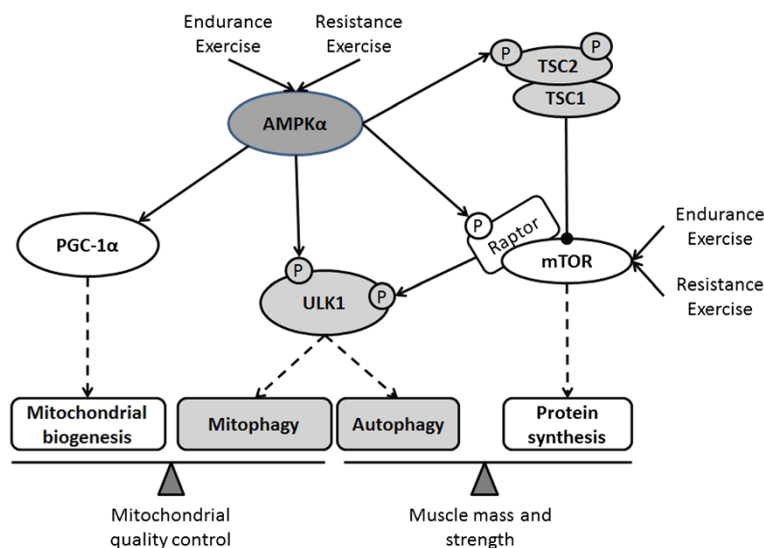 Endurance
Exercise
Resistance
Exercise
P
P
TSC2
TSC1
AMPKα
P
Raptor
mTOR
Endurance
Exercise
Resistance
Exercise
PGC-1α
P
P
ULK1
Mitochondrial
biogenesis
Mitophagy
Autophagy
Protein
synthesis
Mitochondrial
quality control
Muscle mass and
strength